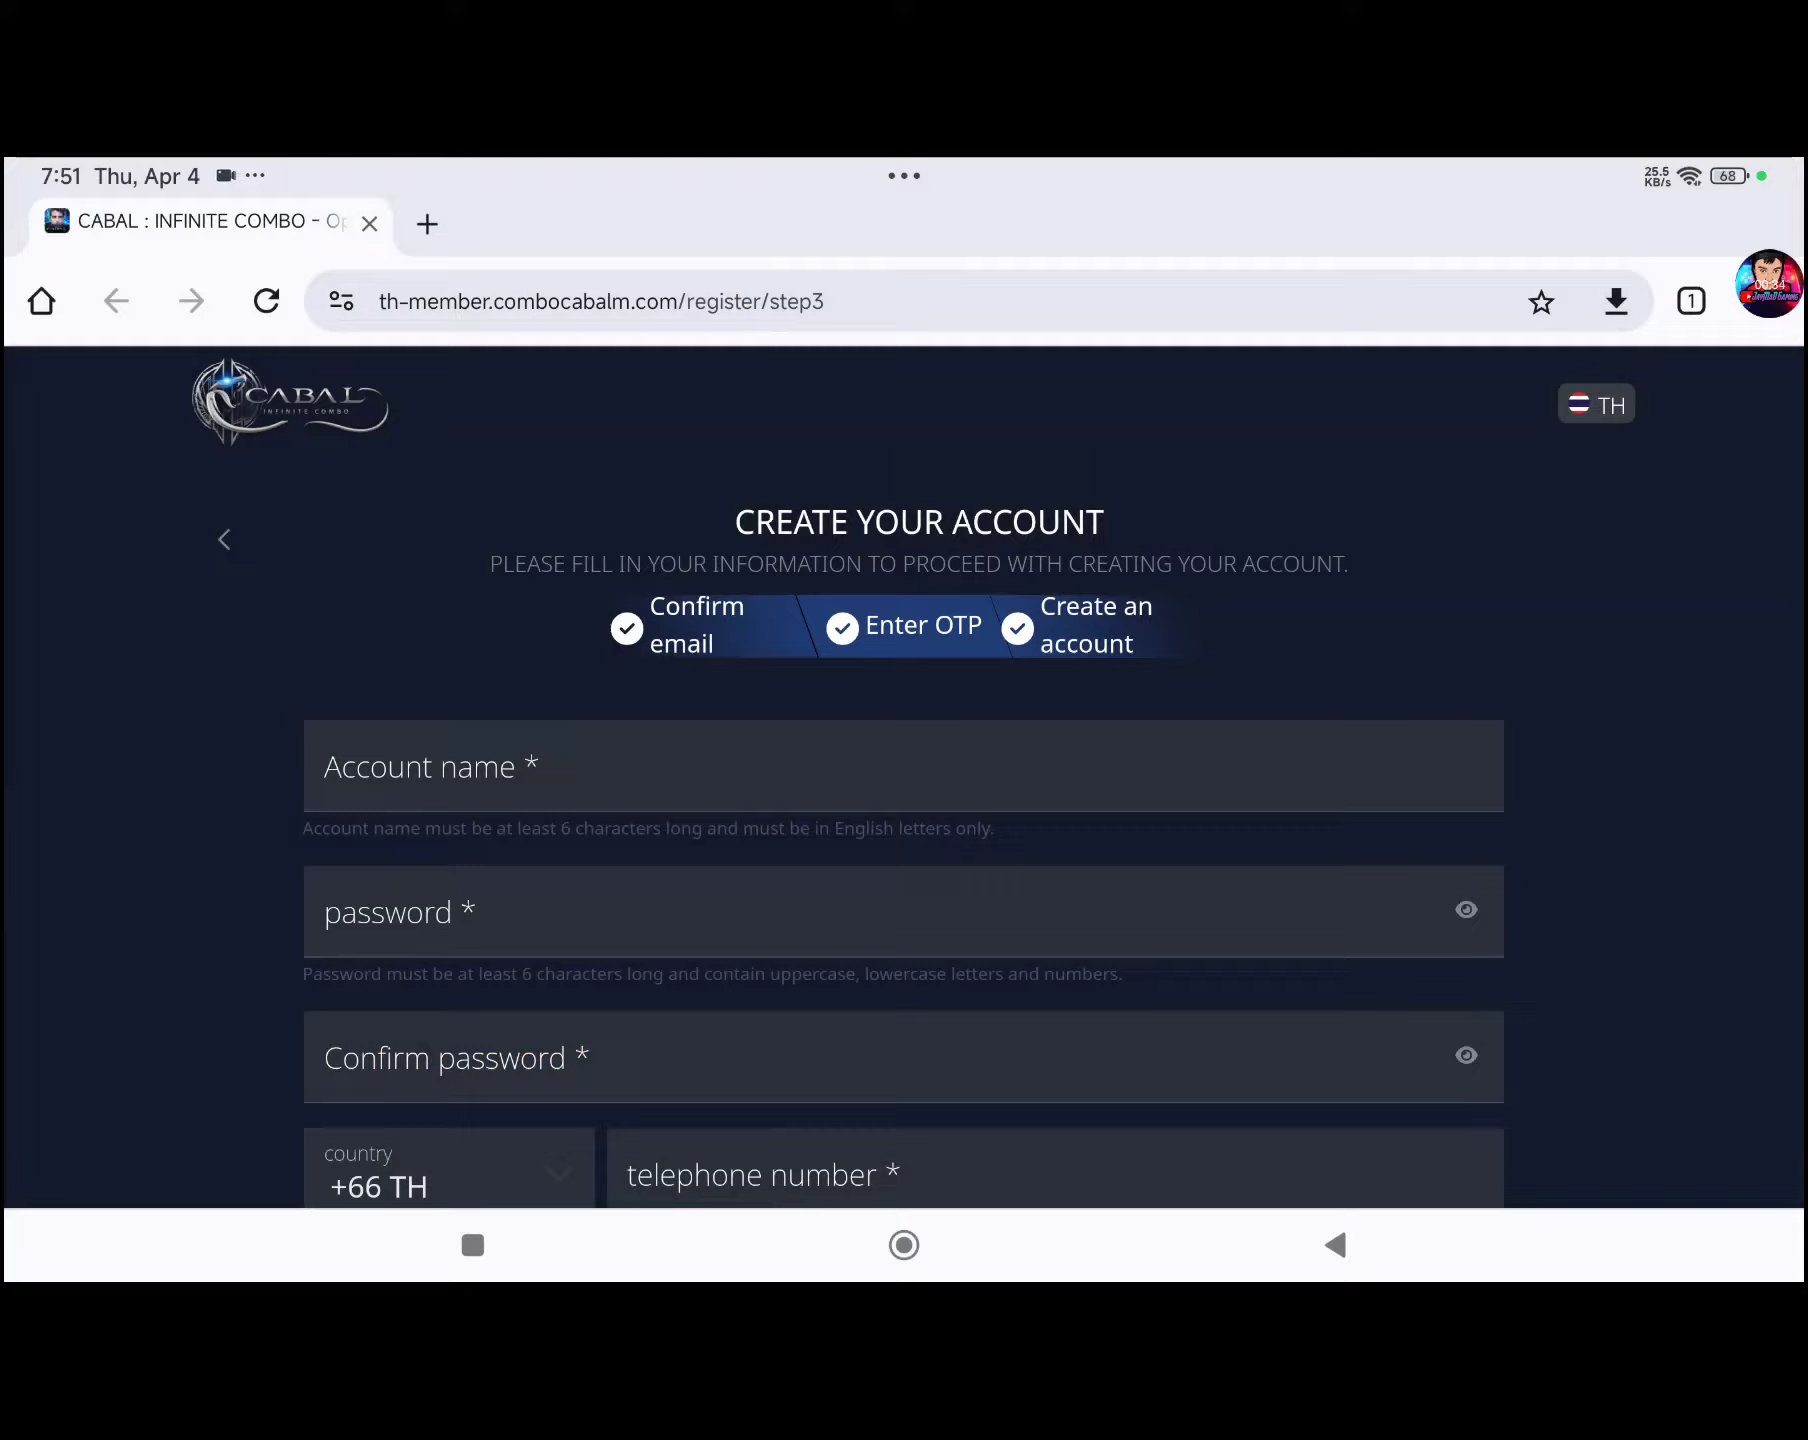 7:51 Thu, Apr 4
25.5
KB/s
68
CABAL : INFINITE COMBO - Op
th-member.combocabalm.com/register/step3
1
00:34
CABAL
INFINITE COMBO
TH
CREATE YOUR ACCOUNT
PLEASE FILL IN YOUR INFORMATION TO PROCEED WITH CREATING YOUR ACCOUNT.
Confirm
email
Enter OTP
Create an
account
Account name *
Account name must be at least 6 characters long and must be in English letters only.
password *
Password must be at least 6 characters long and contain uppercase, lowercase letters and numbers.
Confirm password *
country
+66 TH
telephone number *